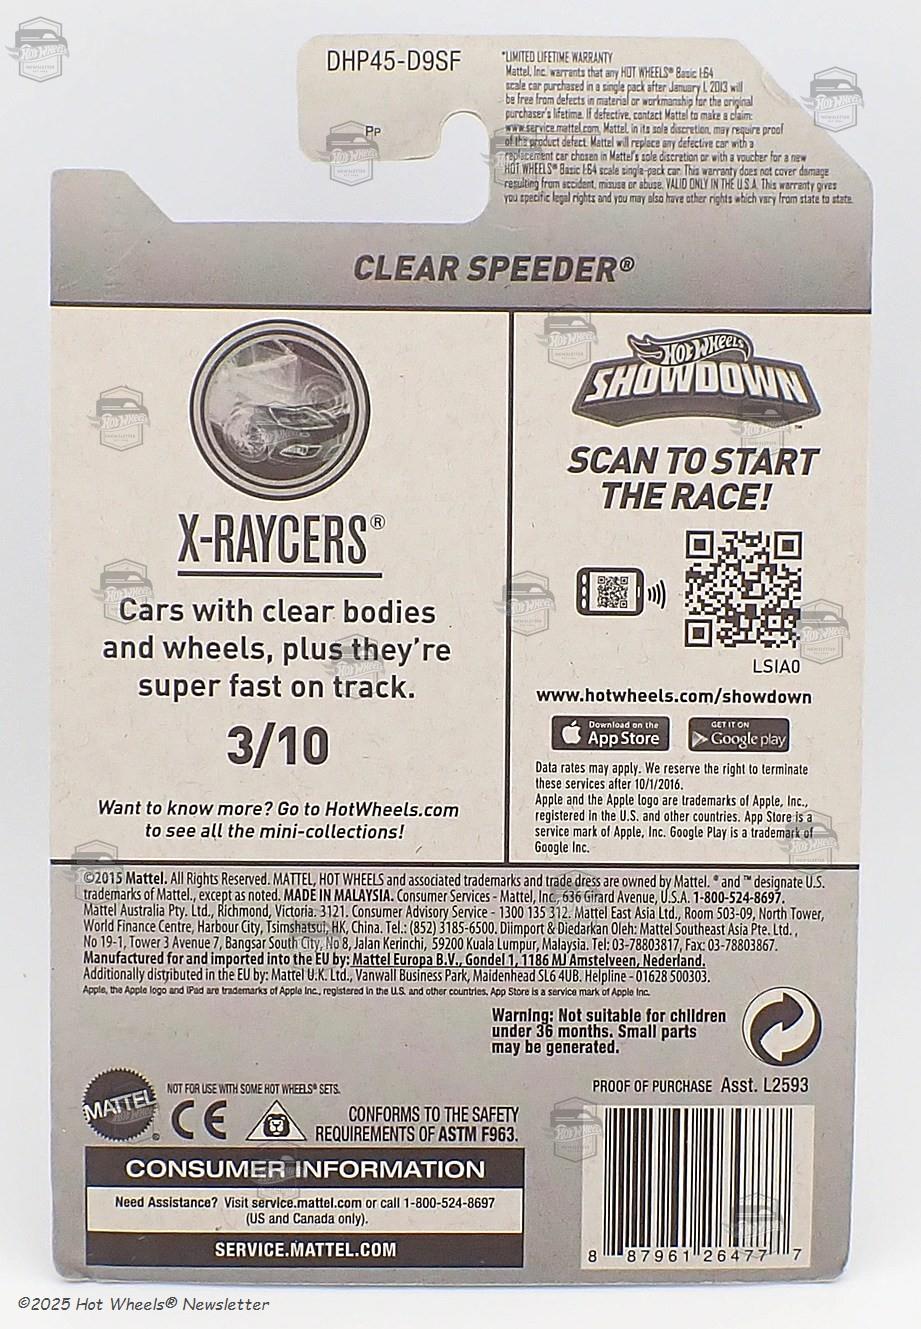 DHP45-D9SF
Pp
*LIMITED LIFETIME WARRANTY
Mattel, Inc. warrants that any HOT WHEELS® Basic 1:64
scale car purchased in a single pack after January 1, 2013 will
be free from defects in material or workmanship for the original
purchaser's lifetime. If defective, contact Mattel to make a claim:
www.service.mattel.com. Mattel, in its sole discretion, may require proof
of the product defect. Mattel will replace any defective car with a
replacement car chosen in Mattel's sole discretion or with a voucher for a new
HOT WHEELS® Basic 1:64 scale single-pack car. This warranty does not cover damage
resulting from accident, misuse or abuse. VALID ONLY IN THE U.S.A. This warranty gives
you specific legal rights and you may also have other rights which vary from state to state.
CLEAR SPEEDER®
X-RAYCERS®
Cars with clear bodies
and wheels, plus they're
super fast on track.
3/10
Want to know more? Go to HotWheels.com
to see all the mini-collections!
Hot Wheels
SHOWDOWN™
SCAN TO START
THE RACE!
LSIA0
www.hotwheels.com/showdown
Download on the
App Store
GET IT ON
Google play
Data rates may apply. We reserve the right to terminate
these services after 10/1/2016.
Apple and the Apple logo are trademarks of Apple, Inc.,
registered in the U.S. and other countries. App Store is a
service mark of Apple, Inc. Google Play is a trademark of
Google Inc.
©2015 Mattel. All Rights Reserved. MATTEL, HOT WHEELS and associated trademarks and trade dress are owned by Mattel. ® and ™ designate U.S.
trademarks of Mattel, except as noted. MADE IN MALAYSIA. Consumer Services - Mattel, Inc., 636 Girard Avenue, U.S.A. 1-800-524-8697.
Mattel Australia Pty. Ltd., Richmond, Victoria. 3121. Consumer Advisory Service - 1300 135 312. Mattel East Asia Ltd., Room 503-09, North Tower,
World Finance Centre, Harbour City, Tsimshatsui, HK, China. Tel.: (852) 3185-6500. Diimport & Diedarkan Oleh: Mattel Southeast Asia Pte. Ltd.,
No 19-1, Tower 3 Avenue 7, Bangsar South City, No 8, Jalan Kerinchi, 59200 Kuala Lumpur, Malaysia. Tel: 03-78803817, Fax: 03-78803867.
Manufactured for and imported into the EU by: Mattel Europa B.V., Gondel 1, 1186 MJ Amstelveen, Nederland.
Additionally distributed in the EU by: Mattel U.K. Ltd., Vanwall Business Park, Maidenhead SL6 4UB. Helpline - 01628 500303.
Apple, the Apple logo and iPad are trademarks of Apple Inc., registered in the U.S. and other countries. App Store is a service mark of Apple Inc.
Warning: Not suitable for children
under 36 months. Small parts
may be generated.
PROOF OF PURCHASE Asst. L2593
MATTEL®
NOT FOR USE WITH SOME HOT WHEELS® SETS.
CE
CONFORMS TO THE SAFETY
REQUIREMENTS OF ASTM F963.
CONSUMER INFORMATION
Need Assistance? Visit service.mattel.com or call 1-800-524-8697
(US and Canada only).
SERVICE.MATTEL.COM
8 87961 26477 7
©2025 Hot Wheels® Newsletter